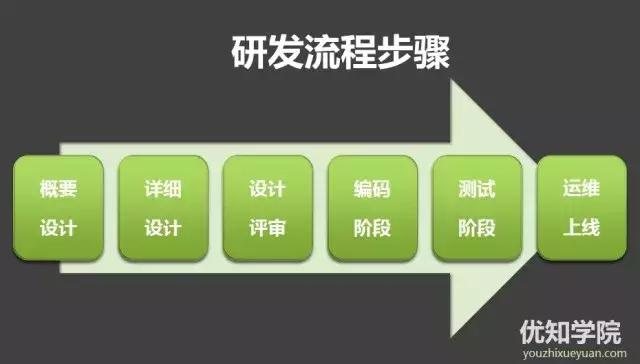 研发流程步骤
概要
设计
详细
设计
设计
评审
编码
阶段
测试
阶段
运维
上线
优知学院
youzhixueyuan.com